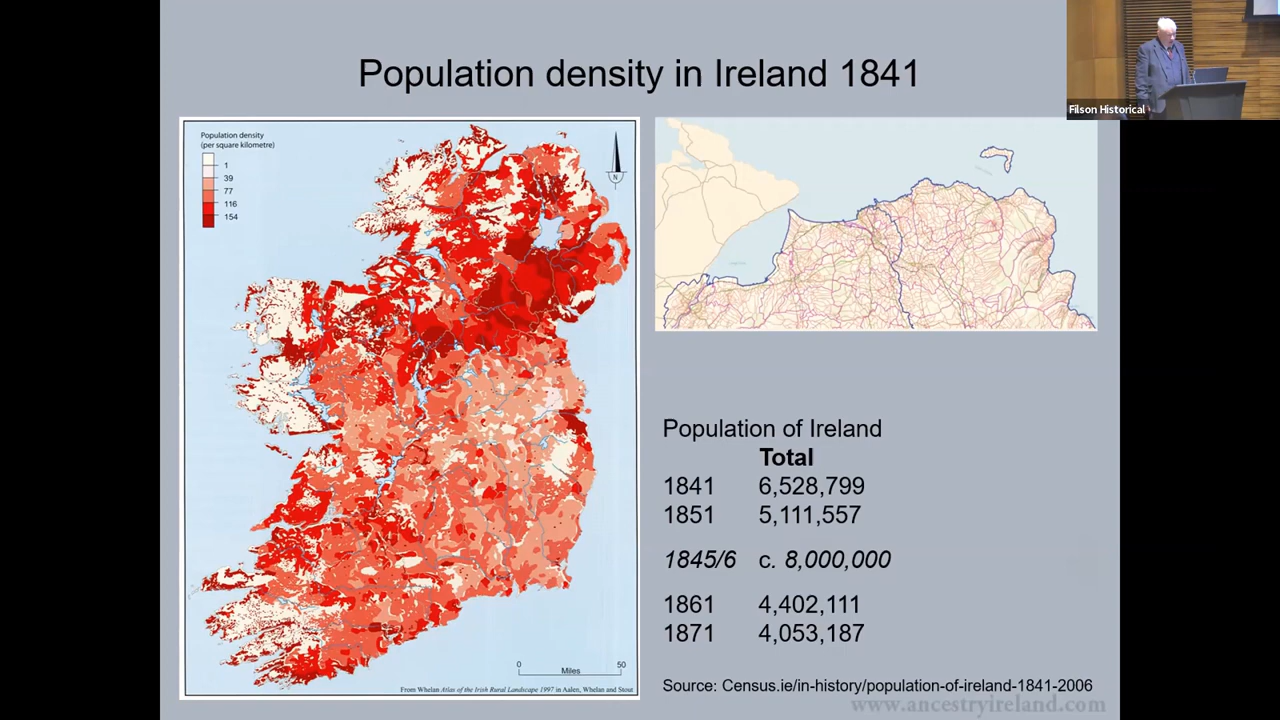 Population density in Ireland 1841
Filson Historical
Population density
(per square kilometre)
1
39
77
116
154
N
0 50
Miles
From Whelan Atlas of the Irish Rural Landscape 1997 in Aalen, Whelan and Stout
Population of Ireland
Total
1841 6,528,799
1851 5,111,557
1845/6 c. 8,000,000
1861 4,402,111
1871 4,053,187
Source: Census.ie/in-history/population-of-ireland-1841-2006
www.ancestryireland.com